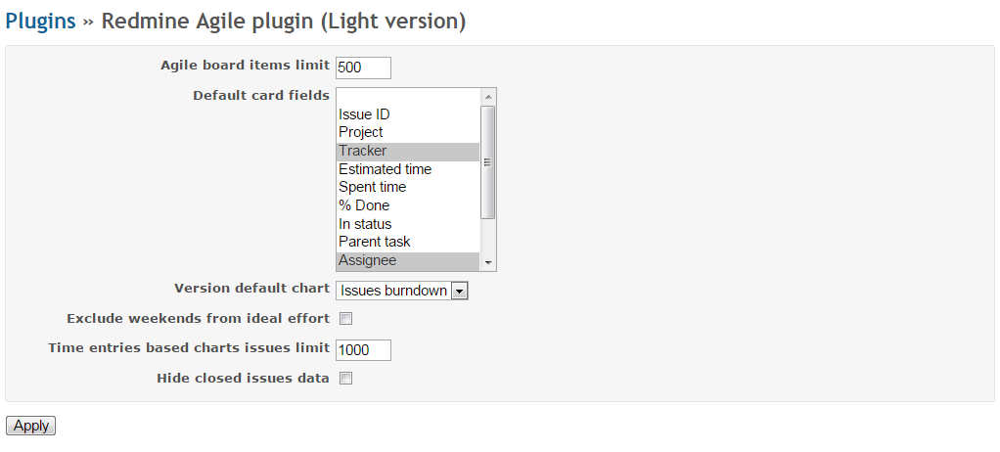 Plugins » Redmine Agile plugin (Light version)
Agile board items limit 500
Default card fields
Issue ID
Project
Tracker
Estimated time
Spent time
% Done
In status
Parent task
Assignee
Version default chart Issues burndown
Exclude weekends from ideal effort
Time entries based charts issues limit 1000
Hide closed issues data
Apply